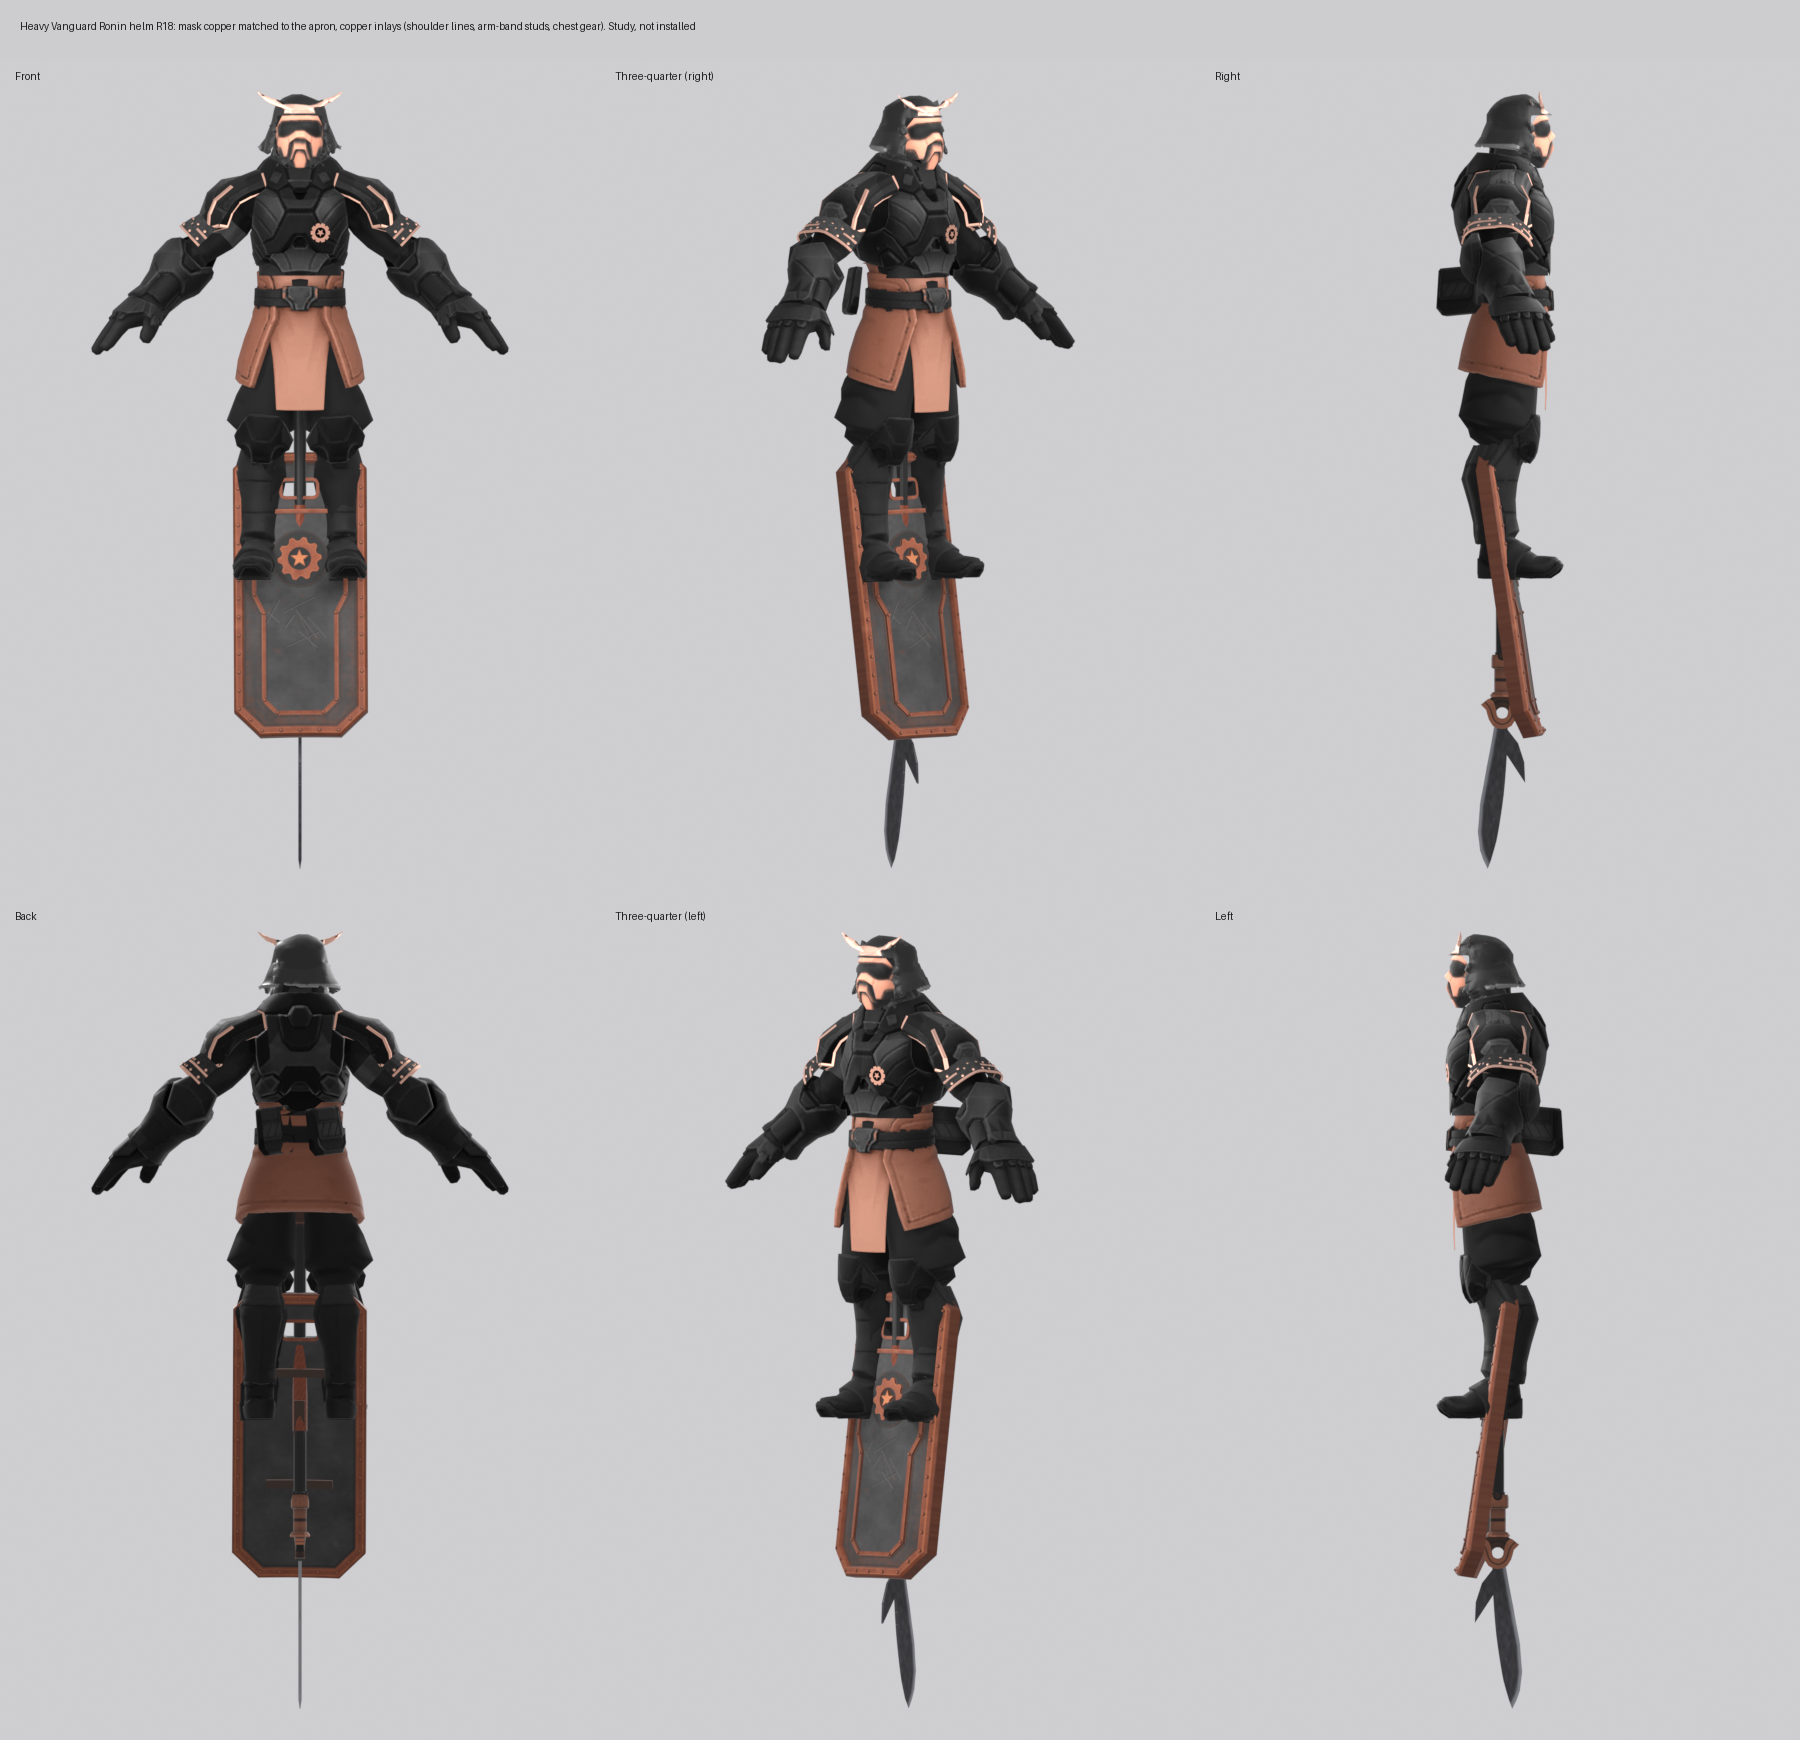 Heavy Vanguard Ronin helm R18: mask copper matched to the apron, copper inlays (shoulder lines, arm-band studs, chest gear). Study, not installed
Front
Three-quarter (right)
Right
Back
Three-quarter (left)
Left